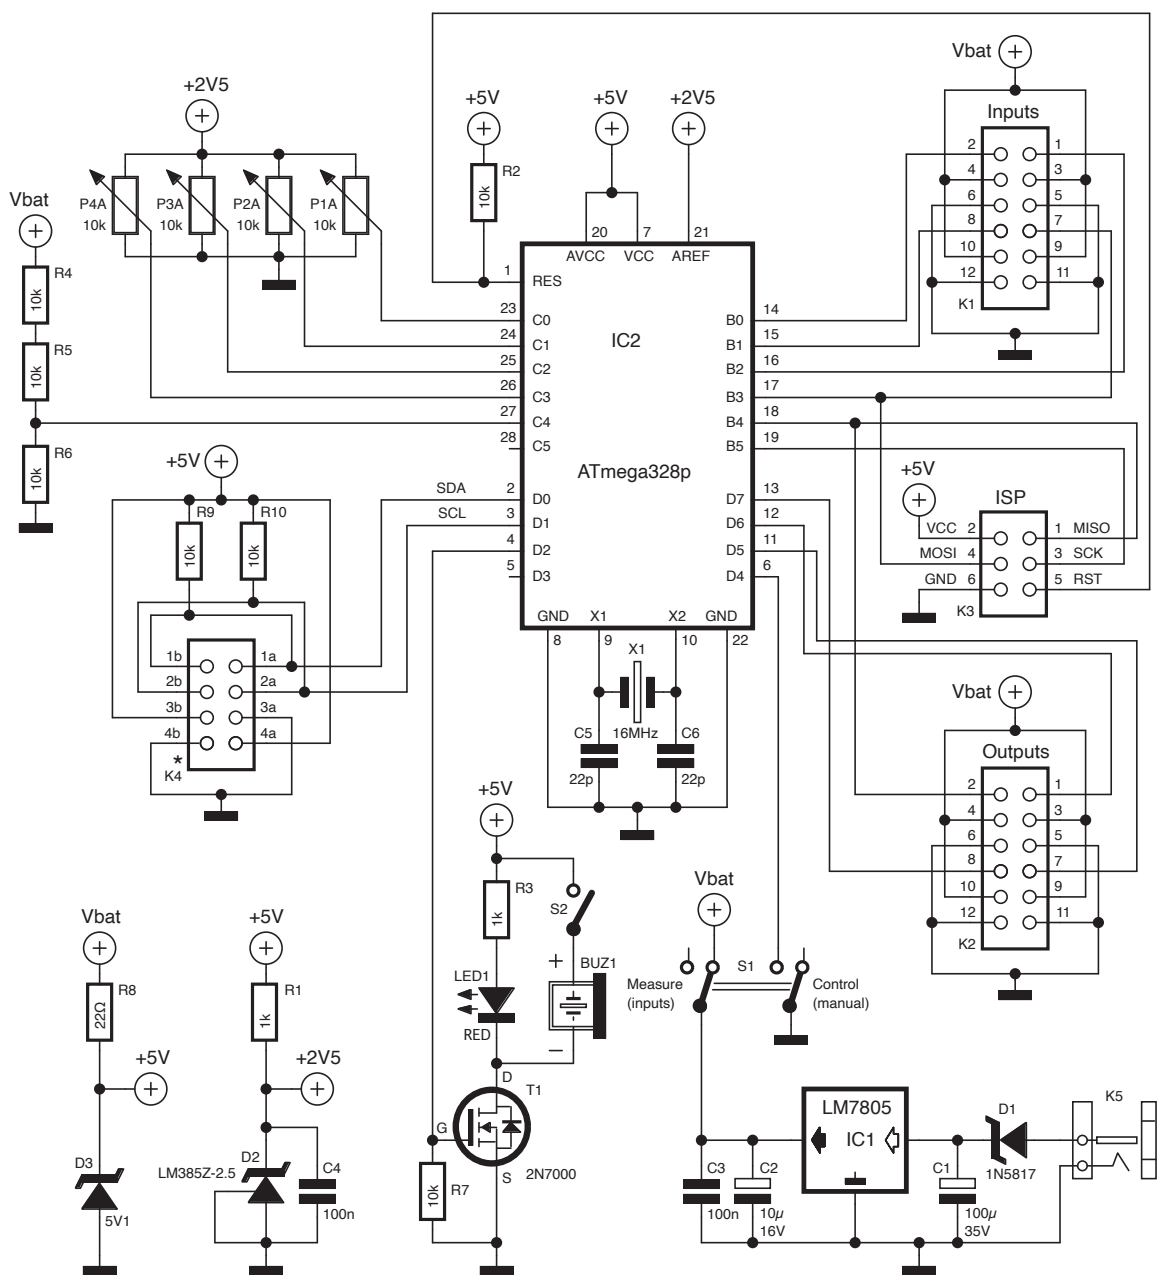 Vbat
+2V5
P4A
10k
P3A
10k
P2A
10k
P1A
10k
Vbat
R4
10k
R5
10k
R6
10k
+5V
R2
10k
+5V
+2V5
20
7
21
AVCC
VCC
AREF
1
RES
23
C0
24
C1
25
C2
26
C3
27
C4
28
C5
2
D0
3
D1
4
D2
5
D3
SDA
SCL
IC2
ATmega328p
B0
14
B1
15
B2
16
B3
17
B4
18
B5
19
D7
13
D6
12
D5
11
D4
6
GND
X1
X2
GND
8
9
10
22
X1
16MHz
C5
22p
C6
22p
Inputs
2
1
4
3
6
5
8
7
10
9
12
11
K1
+5V
ISP
VCC
2
1
MISO
MOSI
4
3
SCK
GND
6
5
RST
K3
+5V
R9
10k
R10
10k
1b
1a
2b
2a
3b
3a
4b
4a
*
K4
Vbat
Outputs
2
1
4
3
6
5
8
7
10
9
12
11
K2
+5V
R3
1k
S2
LED1
RED
+
BUZ1
–
D
T1
G
S
2N7000
R7
10k
Vbat
R8
22Ω
+5V
D3
5V1
+5V
R1
1k
+2V5
D2
LM385Z-2.5
C4
100n
Vbat
Measure
(inputs)
S1
Control
(manual)
LM7805
IC1
C3
100n
C2
10µ
16V
C1
100µ
35V
D1
1N5817
K5